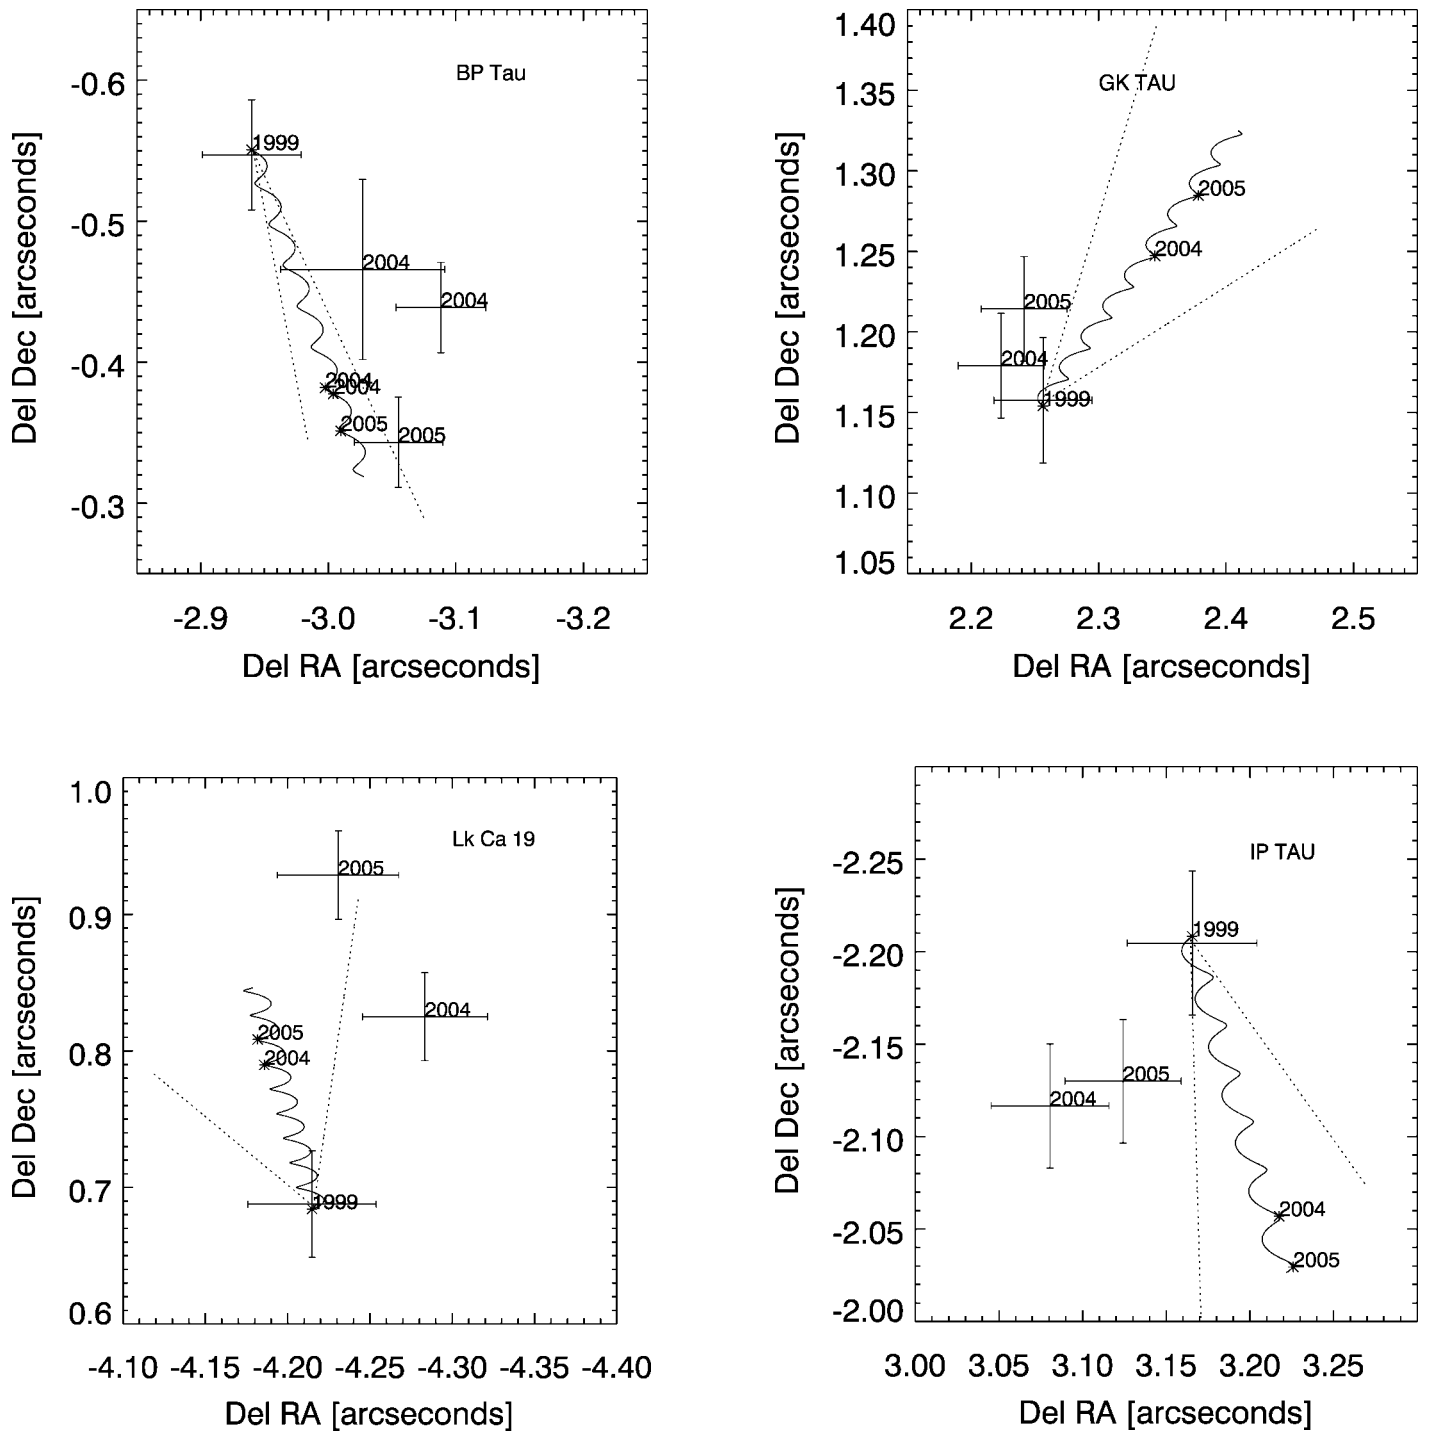 BP Tau
-0.6
-0.5
-0.4
-0.3
1999
2004
2004
2004
2004
2005
2005
-2.9 -3.0 -3.1 -3.2
Del RA [arcseconds]
Del Dec [arcseconds]
GK TAU
1.40
1.35
1.30
1.25
1.20
1.15
1.10
1.05
2005
2004
2005
2004
1999
2.2 2.3 2.4 2.5
Del RA [arcseconds]
Del Dec [arcseconds]
Lk Ca 19
1.0
0.9
0.8
0.7
0.6
2005
2004
2005
2004
1999
-4.10 -4.15 -4.20 -4.25 -4.30 -4.35 -4.40
Del RA [arcseconds]
Del Dec [arcseconds]
IP TAU
-2.25
-2.20
-2.15
-2.10
-2.05
-2.00
1999
2005
2004
2004
2005
3.00 3.05 3.10 3.15 3.20 3.25
Del RA [arcseconds]
Del Dec [arcseconds]